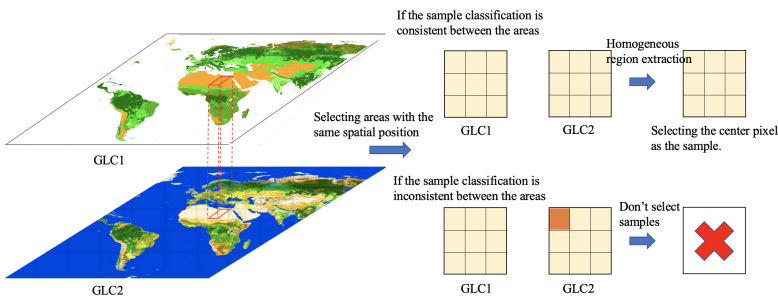 GLC1
GLC2
Selecting areas with the
same spatial position
If the sample classification is
consistent between the areas
GLC1
GLC2
Homogeneous
region extraction
Selecting the center pixel
as the sample.
If the sample classification is
inconsistent between the areas
GLC1
GLC2
Don’t select
samples